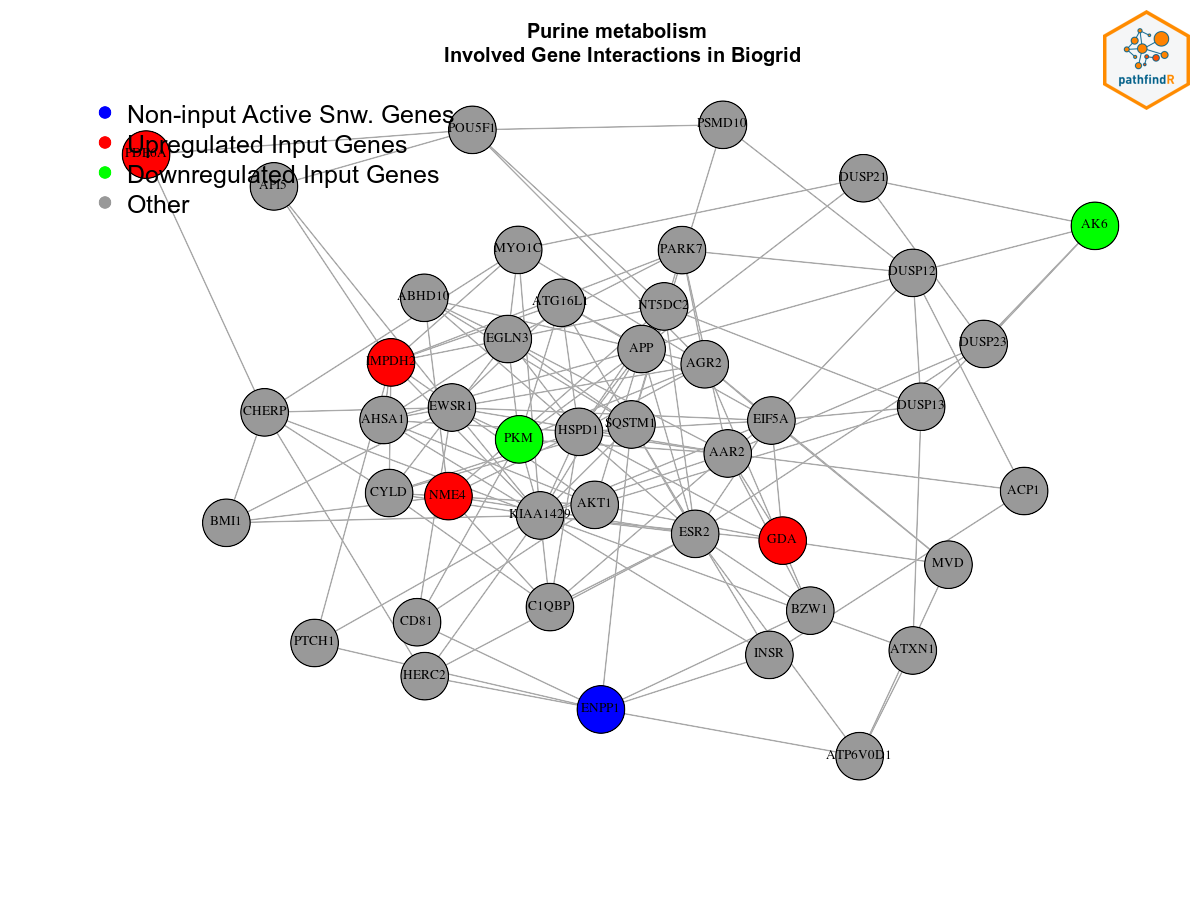 Purine metabolism
Involved Gene Interactions in Biogrid
pathfindR
Non-input Active Snw. Genes
Upregulated Input Genes
Downregulated Input Genes
Other
POU5F1
PSMD10
API5
DUSP21
AK6
MYO1C
PARK7
DUSP12
ABHD10
ATG16L1
NT5DC2
EGLN3
APP
DUSP23
IMPDH2
AGR2
CHERP
AHSA1
EWSR1
PKM
HSPD1
SQSTM1
EIF5A
DUSP13
AAR2
CYLD
NME4
AKT1
ACP1
BMI1
KIAA1429
ESR2
GDA
MVD
C1QBP
BZW1
CD81
PTCH1
INSR
ATXN1
HERC2
ENPP1
ATP6V0D1